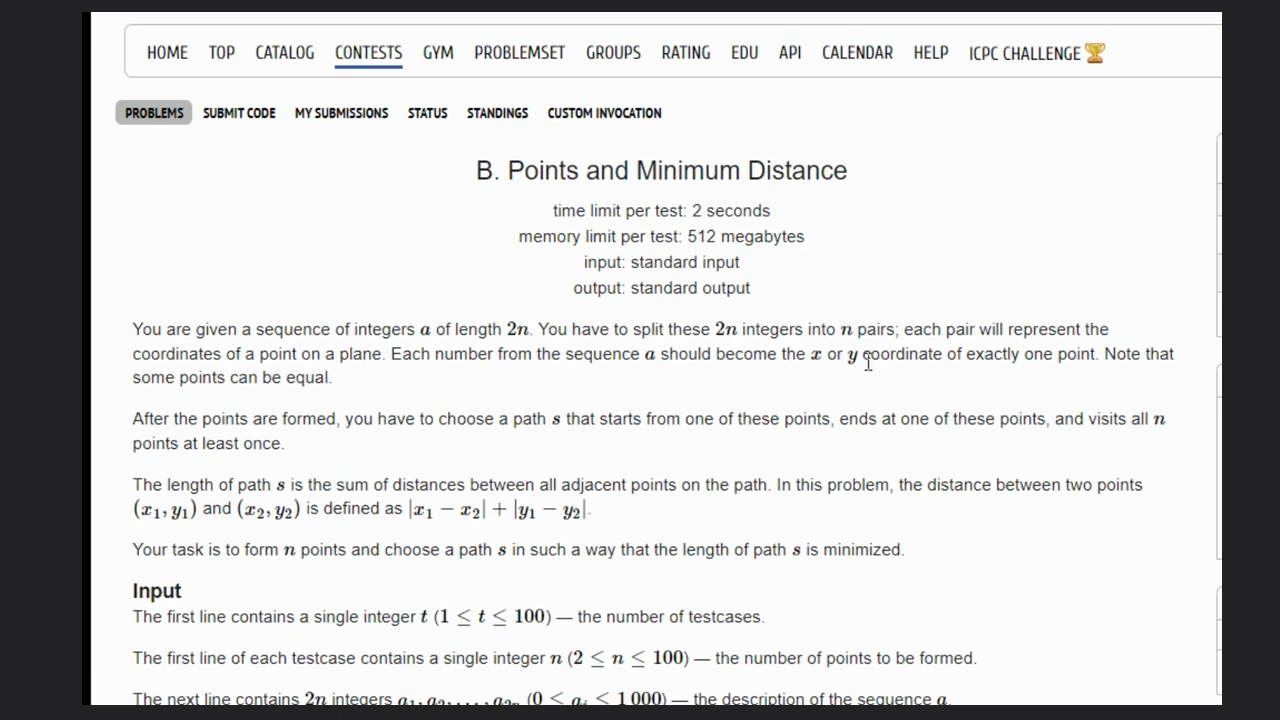 HOME TOP CATALOG CONTESTS GYM PROBLEMSET GROUPS RATING EDU API CALENDAR HELP ICPC CHALLENGE 🏆
PROBLEMS SUBMIT CODE MY SUBMISSIONS STATUS STANDINGS CUSTOM INVOCATION
B. Points and Minimum Distance
time limit per test: 2 seconds
memory limit per test: 512 megabytes
input: standard input
output: standard output
You are given a sequence of integers a of length 2n. You have to split these 2n integers into n pairs; each pair will represent the
coordinates of a point on a plane. Each number from the sequence a should become the x or y coordinate of exactly one point. Note that
some points can be equal.
After the points are formed, you have to choose a path s that starts from one of these points, ends at one of these points, and visits all n
points at least once.
The length of path s is the sum of distances between all adjacent points on the path. In this problem, the distance between two points
(x₁, y₁) and (x₂, y₂) is defined as |x₁ − x₂| + |y₁ − y₂|.
Your task is to form n points and choose a path s in such a way that the length of path s is minimized.
Input
The first line contains a single integer t (1 ≤ t ≤ 100) — the number of testcases.
The first line of each testcase contains a single integer n (2 ≤ n ≤ 100) — the number of points to be formed.
The next line contains 2n integers a₁, a₂, …, a₂ₙ (0 ≤ aᵢ ≤ 1 000) — the description of the sequence a.